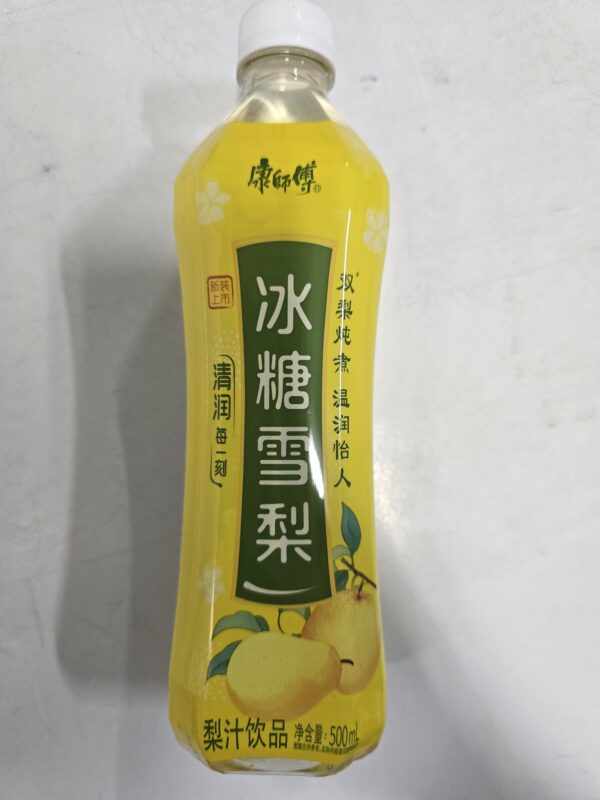 康師傅®
新装
上市
冰糖雪梨
双梨炖煮 温润怡人
清润每一刻
梨汁饮品
净含量:500mL